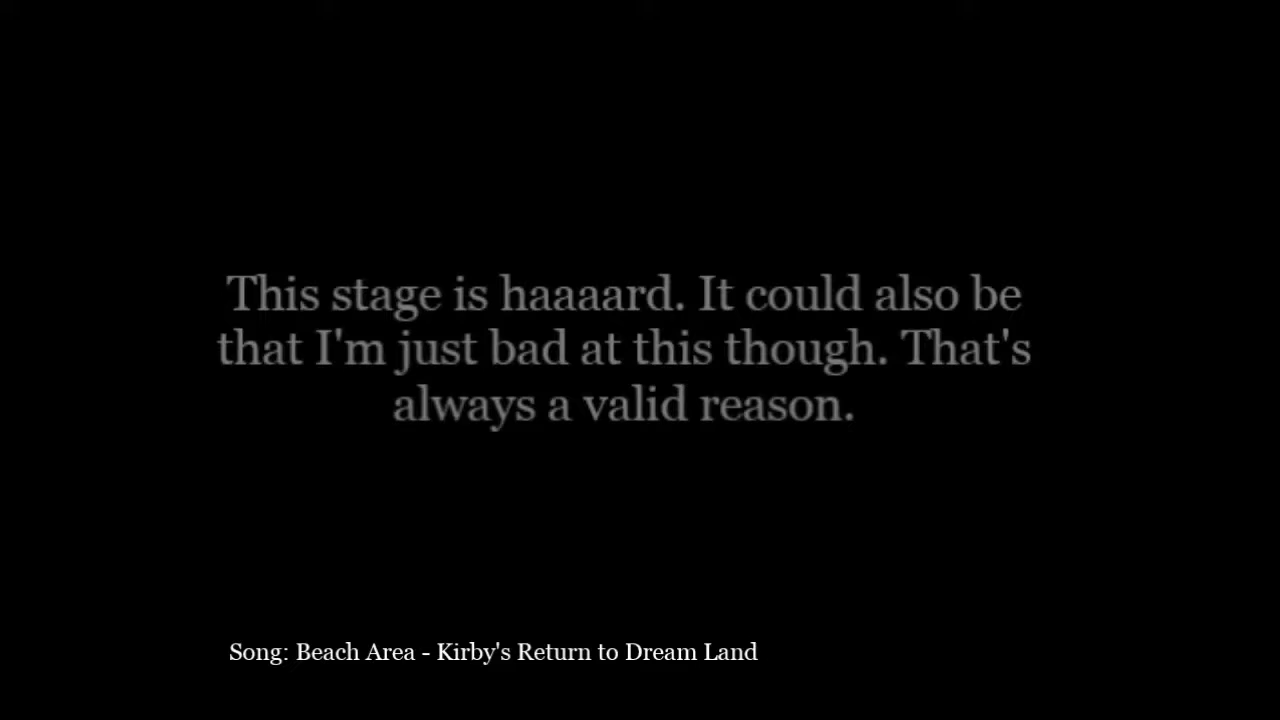 This stage is haaaard. It could also be
that I'm just bad at this though. That's
always a valid reason.
Song: Beach Area - Kirby's Return to Dream Land